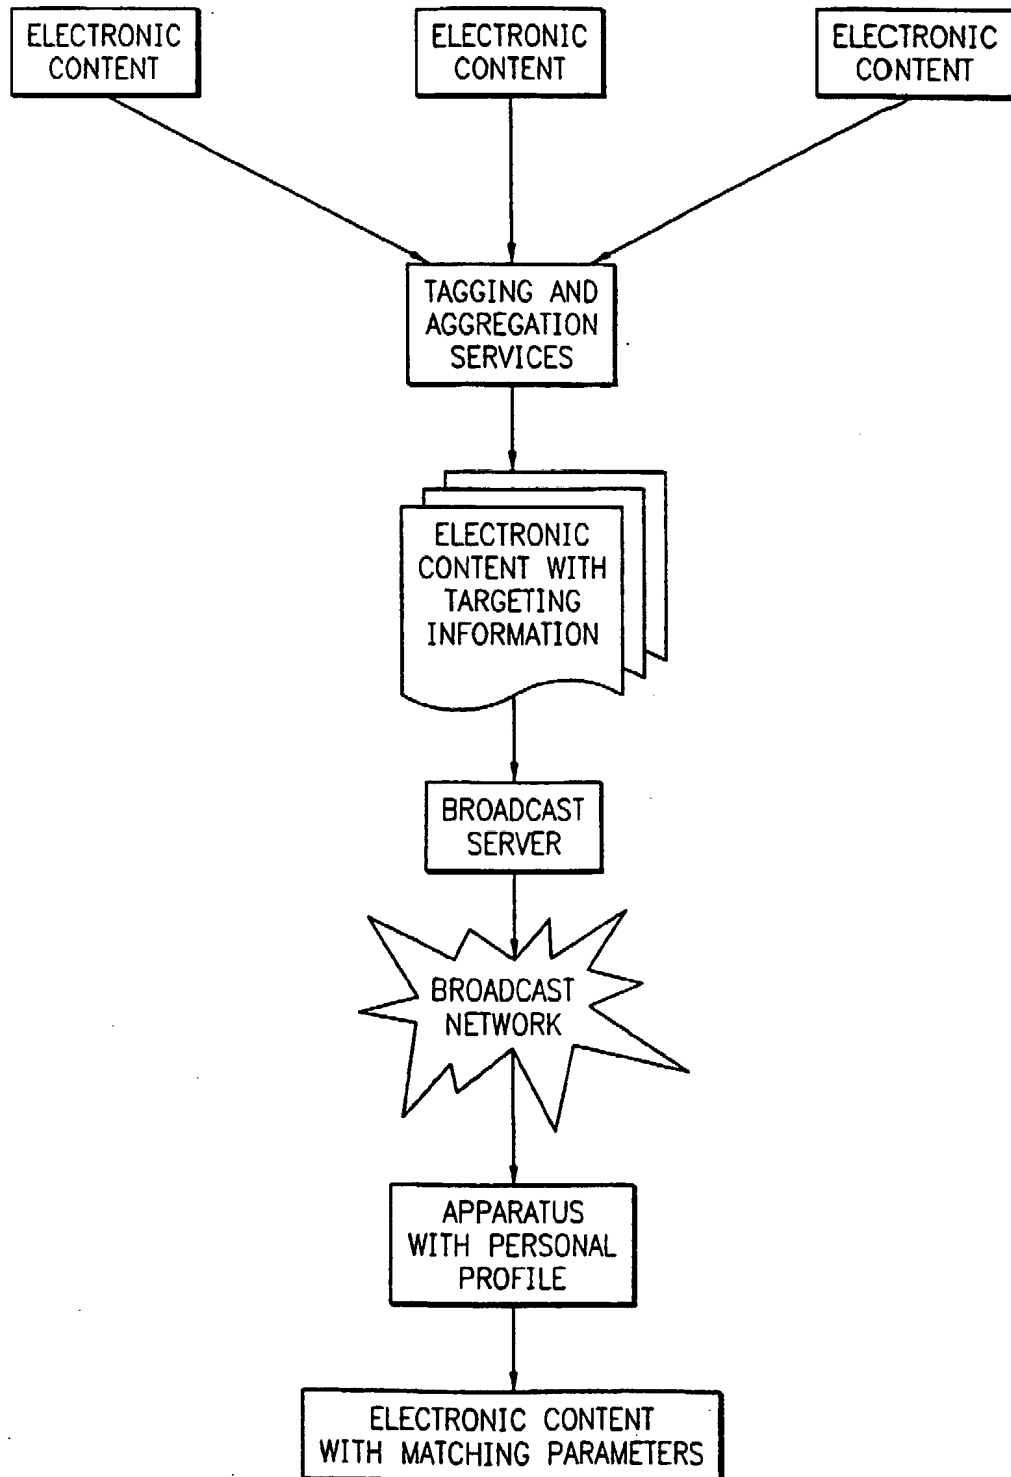 ELECTRONIC
CONTENT
ELECTRONIC
CONTENT
ELECTRONIC
CONTENT
TAGGING AND
AGGREGATION
SERVICES
ELECTRONIC
CONTENT WITH
TARGETING
INFORMATION
BROADCAST
SERVER
BROADCAST
NETWORK
APPARATUS
WITH PERSONAL
PROFILE
ELECTRONIC CONTENT
WITH MATCHING PARAMETERS